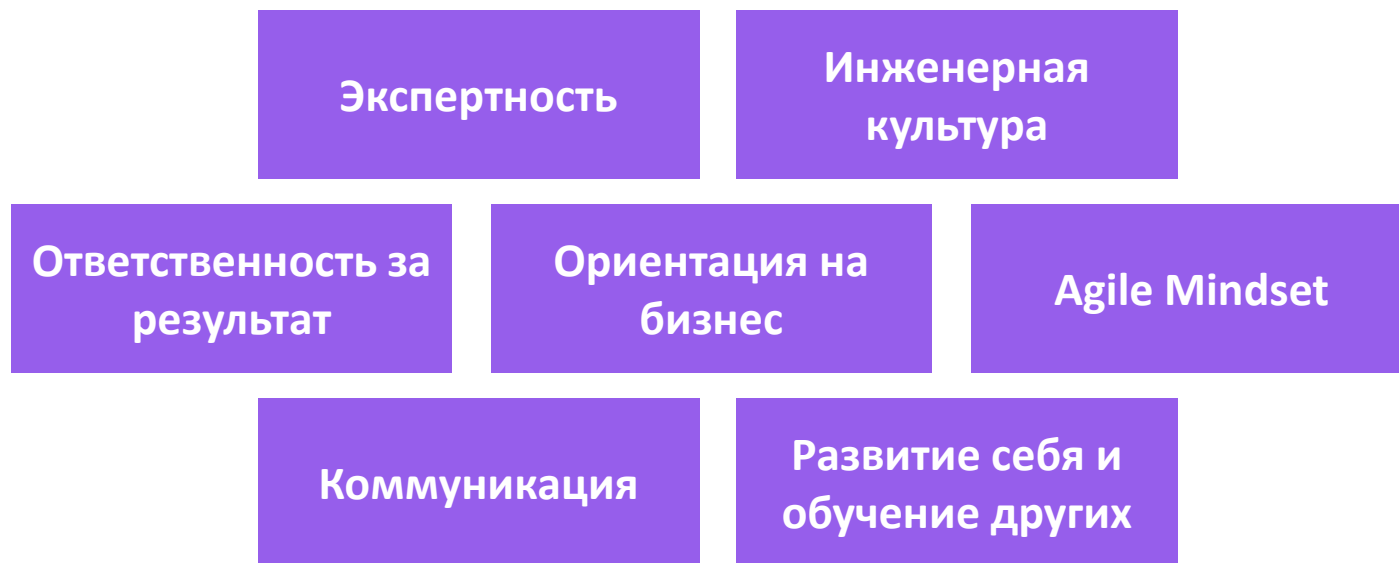 Экспертность
Инженерная
культура
Ответственность за
результат
Ориентация на
бизнес
Agile Mindset
Коммуникация
Развитие себя и
обучение других